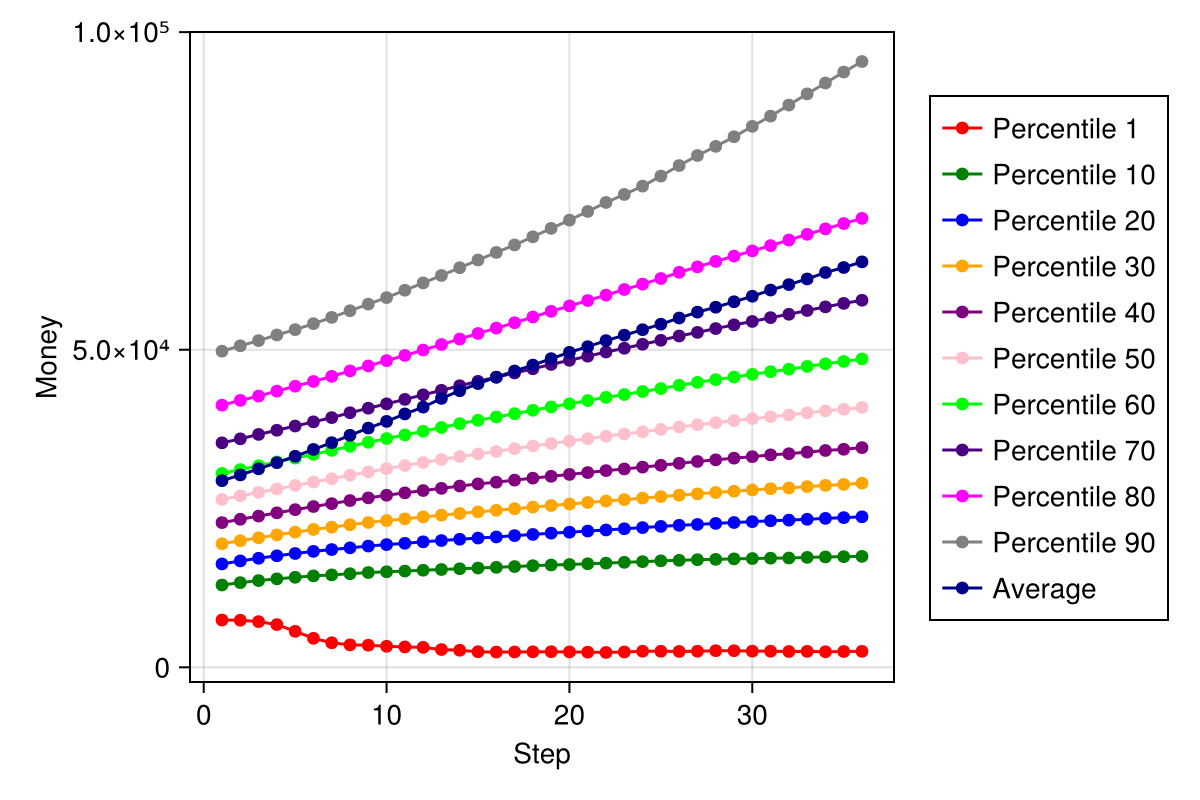 1.0×10⁵
5.0×10⁴
0
Money
0 10 20 30
Step
Percentile 1
Percentile 10
Percentile 20
Percentile 30
Percentile 40
Percentile 50
Percentile 60
Percentile 70
Percentile 80
Percentile 90
Average